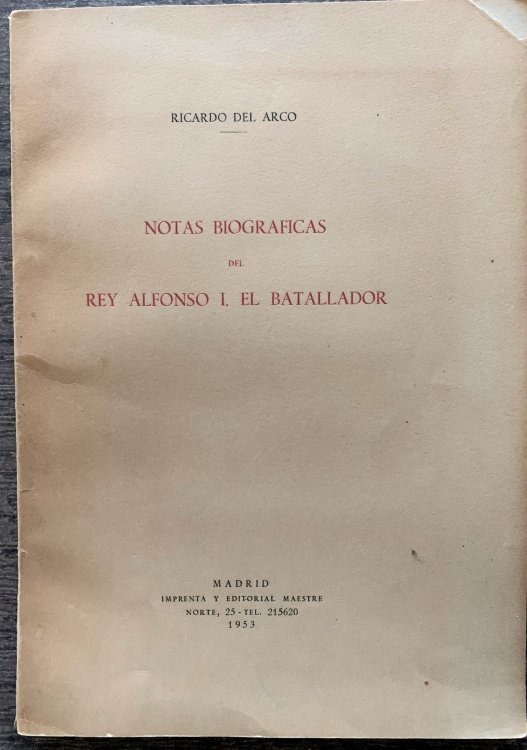 RICARDO DEL ARCO
NOTAS BIOGRAFICAS
DEL
REY ALFONSO I, EL BATALLADOR
MADRID
IMPRENTA Y EDITORIAL MAESTRE
NORTE, 25 - TEL. 215620
1953